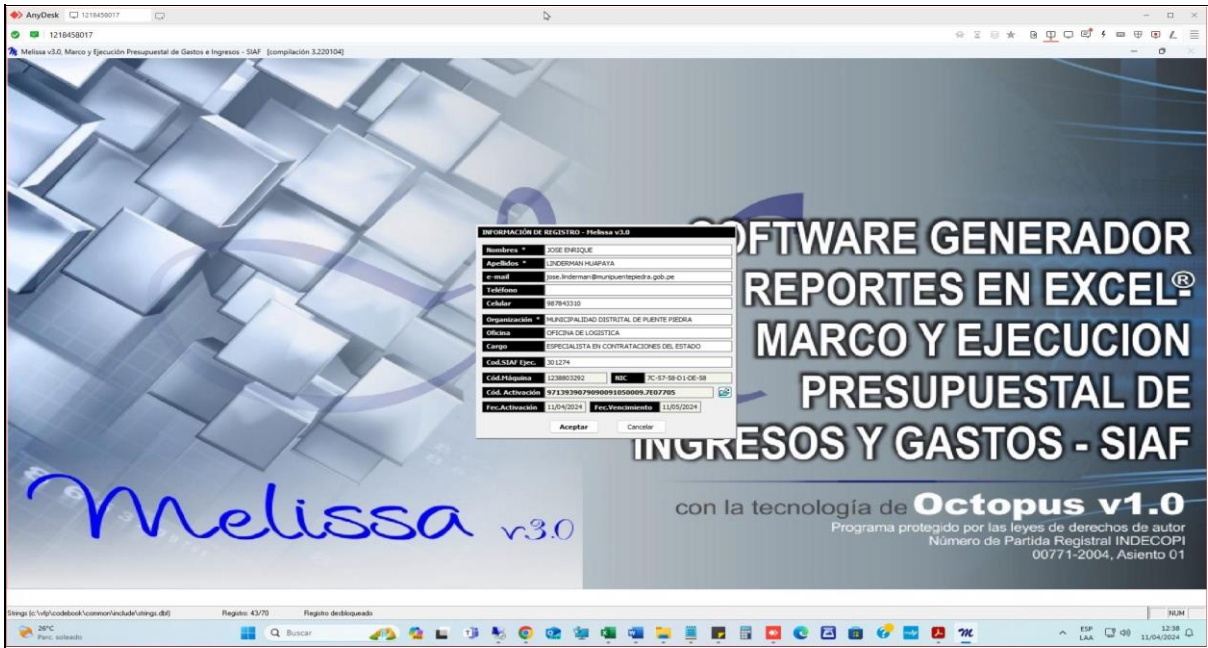 AnyDesk 1218458017
1218458017
Melissa v3.0, Marco y Ejecución Presupuestal de Gastos e Ingresos - SIAF [compilación 3.220104]
INFORMACIÓN DE REGISTRO - Melissa v3.0
Nombres * JOSE ENRIQUE
Apellidos * LINDERMAN HUAPAYA
e-mail jose.linderman@munipuentepiedra.gob.pe
Teléfono
Celular 987843310
Organización * MUNICIPALIDAD DISTRITAL DE PUENTE PIEDRA
Oficina OFICINA DE LOGISTICA
Cargo ESPECIALISTA EN CONTRATACIONES DEL ESTADO
Cod.SIAF Ejec. 301274
Cód.Máquina 1238803292 NIC 7C-57-58-D1-DE-58
Cód. Activación 9713939079090091050009.7E07705
Fec.Activación 11/04/2024 Fec.Vencimiento 11/05/2024
Aceptar Cancelar
SOFTWARE GENERADOR
REPORTES EN EXCEL®
MARCO Y EJECUCION
PRESUPUESTAL DE
INGRESOS Y GASTOS - SIAF
Melissa v3.0
con la tecnología de Octopus v1.0
Programa protegido por las leyes de derechos de autor
Número de Partida Registral INDECOPI
00771-2004, Asiento 01
Strings (c:\vfp\codebook\common\include\strings.dbf) Registro: 43/70 Registro desbloqueado NUM
26°C
Parc. soleado
Buscar
ESP
LAA
12:38
11/04/2024